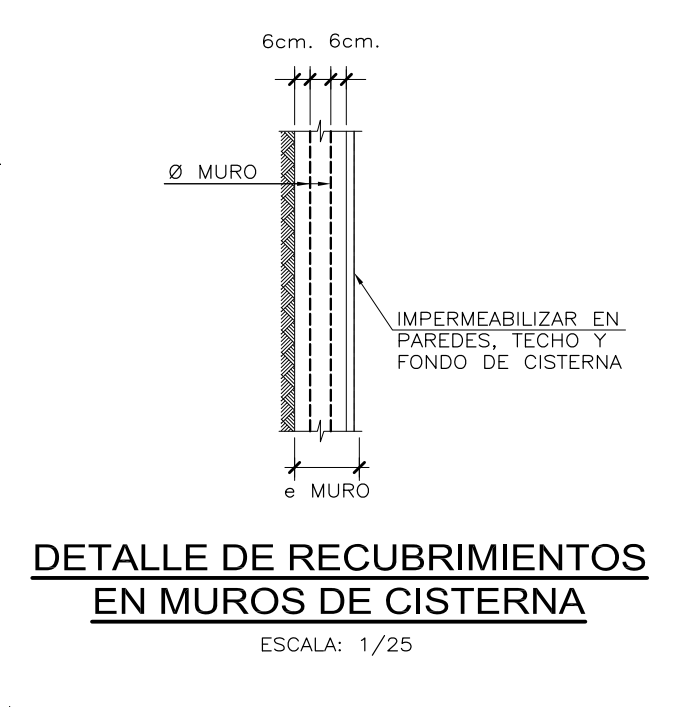 6cm. 6cm.
Ø MURO
IMPERMEABILIZAR EN
PAREDES, TECHO Y
FONDO DE CISTERNA
e MURO
DETALLE DE RECUBRIMIENTOS
EN MUROS DE CISTERNA
ESCALA: 1/25